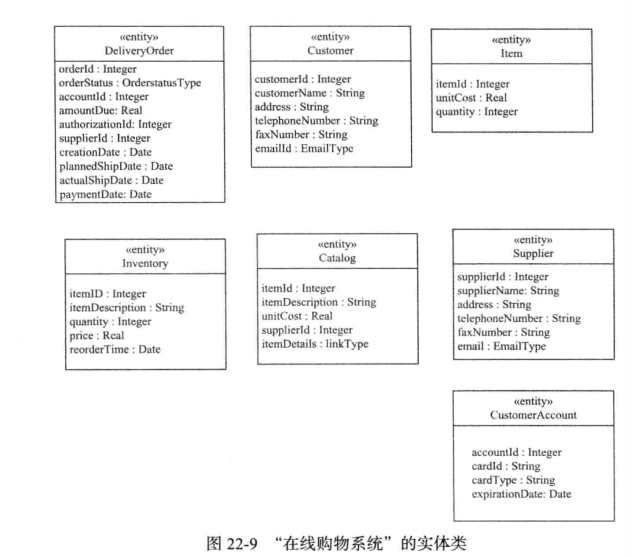 «entity»
DeliveryOrder
orderId : Integer
orderStatus : OrderstatusType
accountId : Integer
amountDue: Real
authorizationId: Integer
supplierId : Integer
creationDate : Date
plannedShipDate : Date
actualShipDate : Date
paymentDate: Date
«entity»
Customer
customerId : Integer
customerName : String
address : String
telephoneNumber : String
faxNumber : String
emailId : EmailType
«entity»
Item
itemId : Integer
unitCost : Real
quantity : Integer
«entity»
Inventory
itemID : Integer
itemDescription : String
quantity : Integer
price : Real
reorderTime : Date
«entity»
Catalog
itemId : Integer
itemDescription : String
unitCost : Real
supplierId : Integer
itemDetails : linkType
«entity»
Supplier
supplierId : Integer
supplierName: String
address : String
telephoneNumber : String
faxNumber : String
email : EmailType
«entity»
CustomerAccount
accountId : Integer
cardId : String
cardType : String
expirationDate: Date
图 22-9 “在线购物系统”的实体类